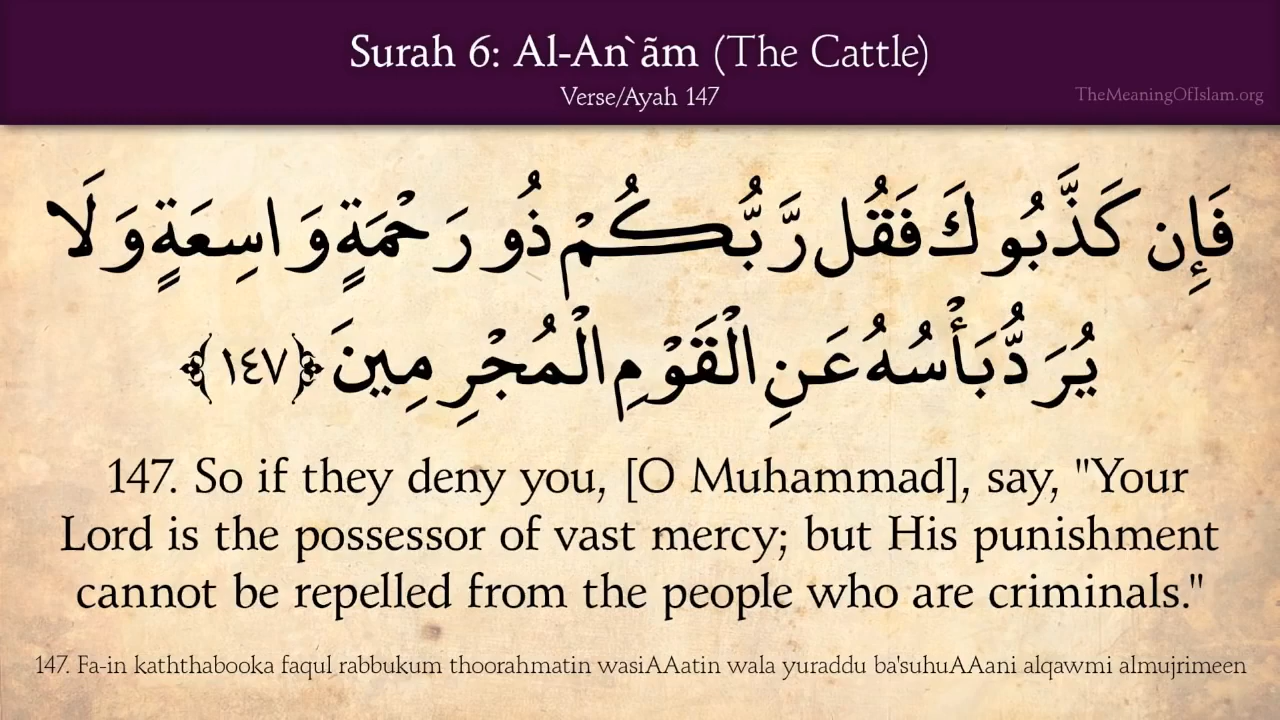 Surah 6: Al-An`ãm (The Cattle)
Verse/Ayah 147
TheMeaningOfIslam.org
فَإِن كَذَّبُوكَ فَقُل رَّبُّكُمْ ذُو رَحْمَةٍ وَاسِعَةٍ وَلَا
يُرَدُّ بَأْسُهُ عَنِ الْقَوْمِ الْمُجْرِمِينَ ﴿١٤٧﴾
147. So if they deny you, [O Muhammad], say, "Your
Lord is the possessor of vast mercy; but His punishment
cannot be repelled from the people who are criminals."
147. Fa-in kaththabooka faqul rabbukum thoorahmatin wasiAAatin wala yuraddu ba'suhuAAani alqawmi almujrimeen